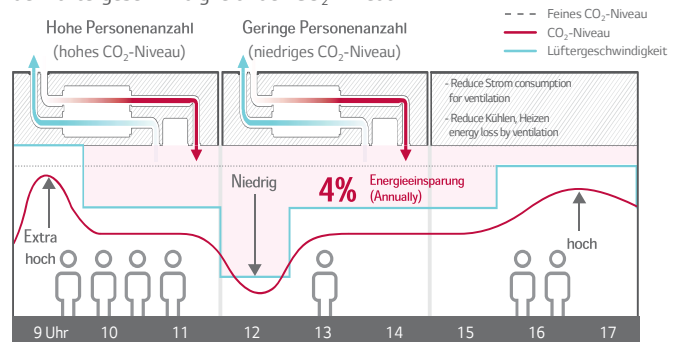 Hohe Personenanzahl
(hohes CO₂-Niveau)
Geringe Personenanzahl
(niedriges CO₂-Niveau)
Feines CO₂-Niveau
CO₂-Niveau
Lüftergeschwindigkeit
- Reduce Strom consumption
for ventilation
- Reduce Kühlen, Heizen
energy loss by ventilation
Niedrig
4%
Energieeinsparung
(Annually)
Extra
hoch
hoch
9 Uhr 10 11 12 13 14 15 16 17